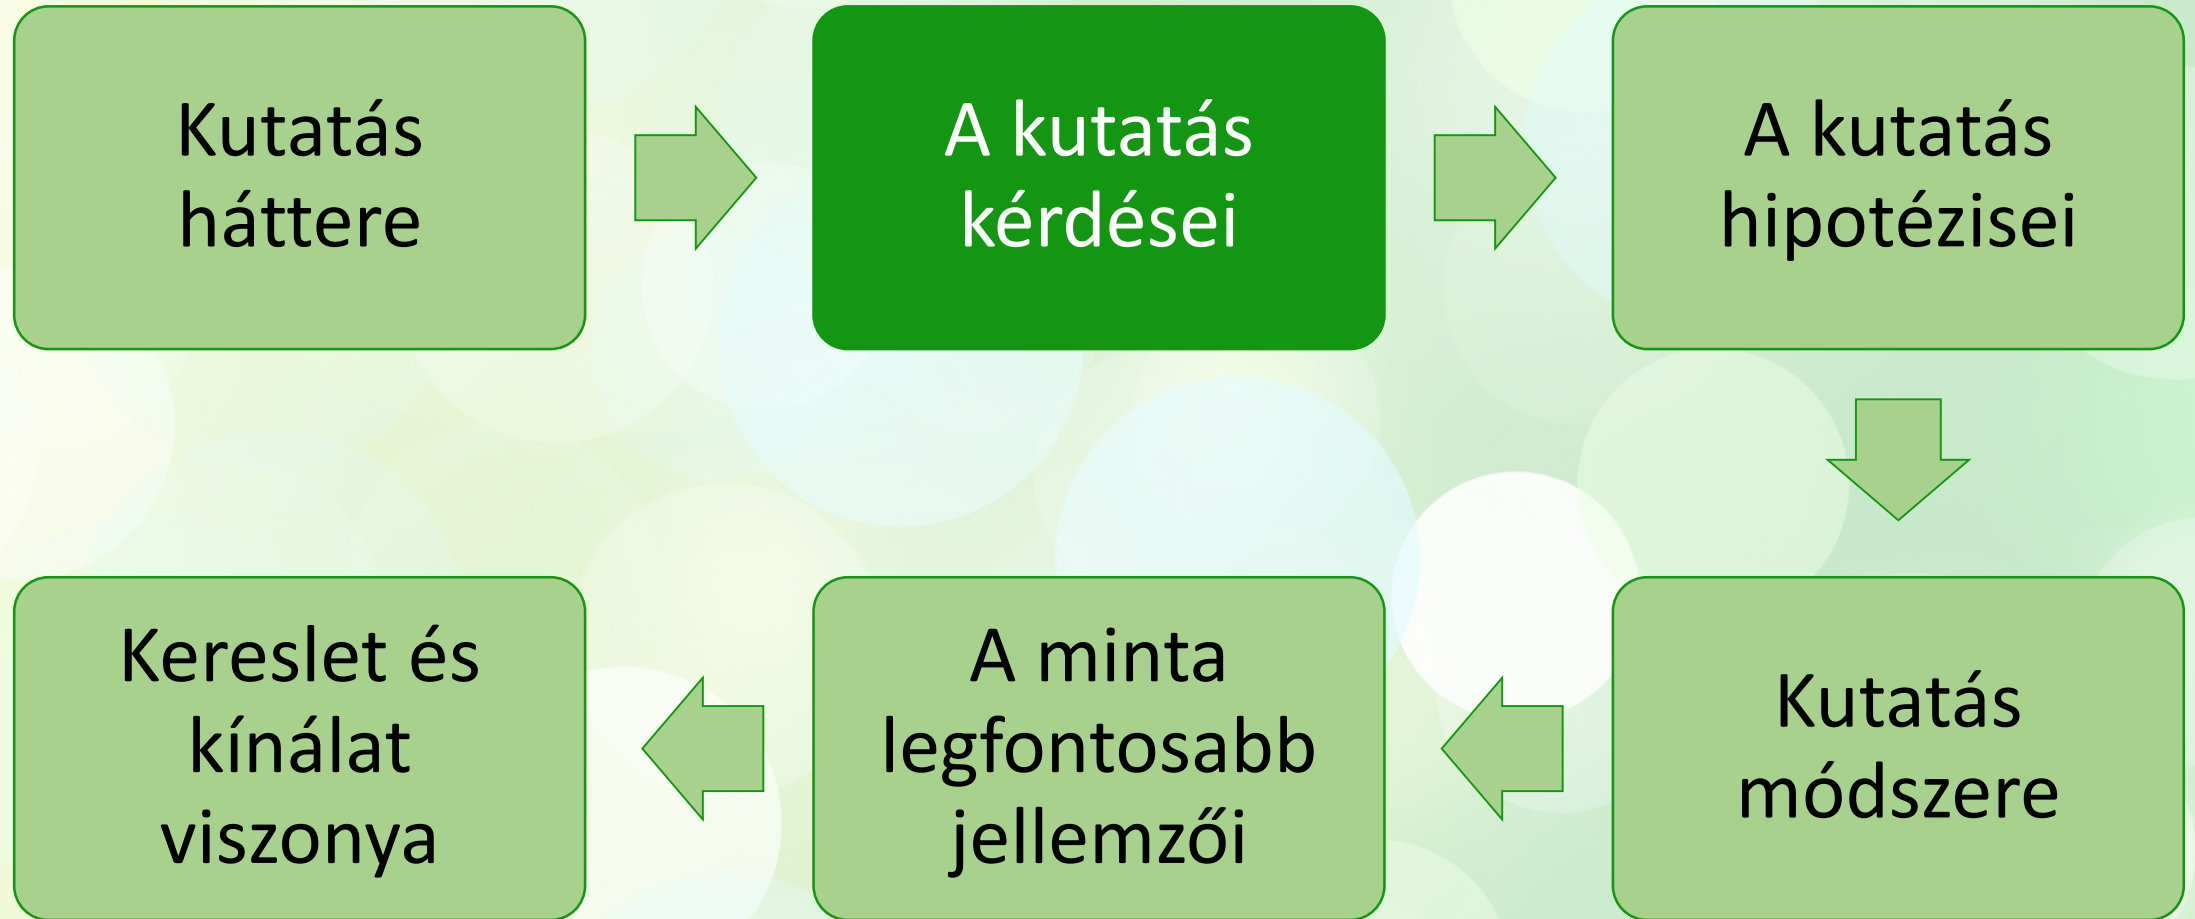 Kutatás
háttere
A kutatás
kérdései
A kutatás
hipotézisei
Kutatás
módszere
A minta
legfontosabb
jellemzői
Kereslet és
kínálat
viszonya